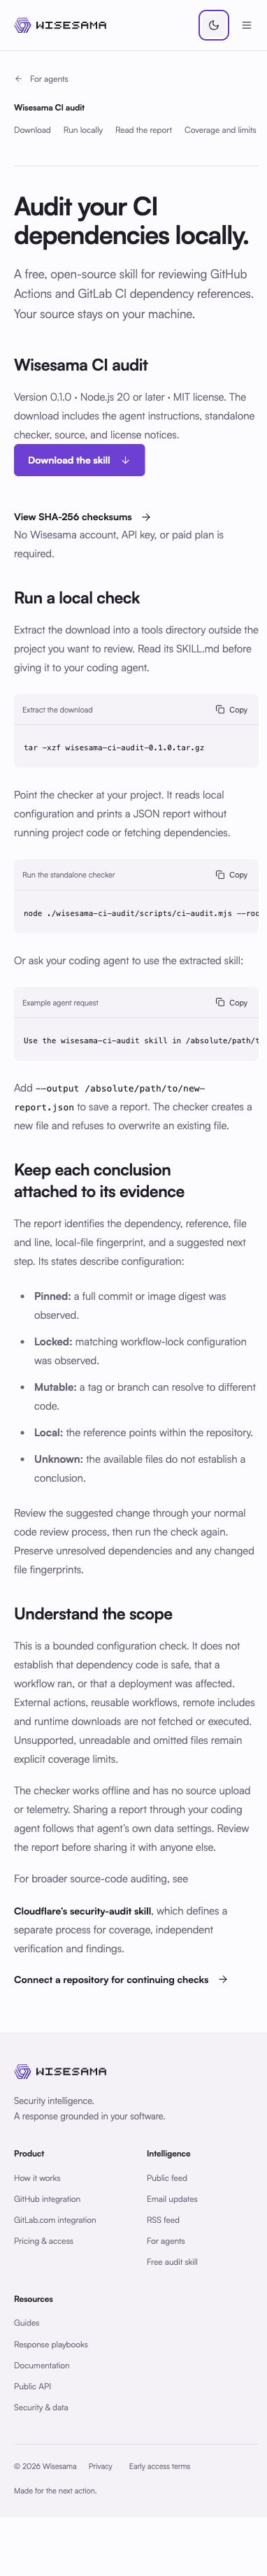 WISESAMA
← For agents
Wisesama CI audit
Download Run locally Read the report Coverage and limits
Audit your CI
dependencies locally.
A free, open-source skill for reviewing GitHub
Actions and GitLab CI dependency references.
Your source stays on your machine.
Wisesama CI audit
Version 0.1.0 · Node.js 20 or later · MIT license. The
download includes the agent instructions, standalone
checker, source, and license notices.
Download the skill ↓
View SHA-256 checksums →
No Wisesama account, API key, or paid plan is
required.
Run a local check
Extract the download into a tools directory outside the
project you want to review. Read its SKILL.md before
giving it to your coding agent.
Extract the download Copy
tar -xzf wisesama-ci-audit-0.1.0.tar.gz
Point the checker at your project. It reads local
configuration and prints a JSON report without
running project code or fetching dependencies.
Run the standalone checker Copy
node ./wisesama-ci-audit/scripts/ci-audit.mjs --roo
Or ask your coding agent to use the extracted skill:
Example agent request Copy
Use the wisesama-ci-audit skill in /absolute/path/t
Add --output /absolute/path/to/new-
report.json to save a report. The checker creates a
new file and refuses to overwrite an existing file.
Keep each conclusion
attached to its evidence
The report identifies the dependency, reference, file
and line, local-file fingerprint, and a suggested next
step. Its states describe configuration:
• Pinned: a full commit or image digest was
observed.
• Locked: matching workflow-lock configuration
was observed.
• Mutable: a tag or branch can resolve to different
code.
• Local: the reference points within the repository.
• Unknown: the available files do not establish a
conclusion.
Review the suggested change through your normal
code review process, then run the check again.
Preserve unresolved dependencies and any changed
file fingerprints.
Understand the scope
This is a bounded configuration check. It does not
establish that dependency code is safe, that a
workflow ran, or that a deployment was affected.
External actions, reusable workflows, remote includes
and runtime downloads are not fetched or executed.
Unsupported, unreadable and omitted files remain
explicit coverage limits.
The checker works offline and has no source upload
or telemetry. Sharing a report through your coding
agent follows that agent's own data settings. Review
the report before sharing it with anyone else.
For broader source-code auditing, see
Cloudflare's security-audit skill, which defines a
separate process for coverage, independent
verification and findings.
Connect a repository for continuing checks →
WISESAMA
Security intelligence.
A response grounded in your software.
Product
How it works
GitHub integration
GitLab.com integration
Pricing & access
Intelligence
Public feed
Email updates
RSS feed
For agents
Free audit skill
Resources
Guides
Response playbooks
Documentation
Public API
Security & data
© 2026 Wisesama Privacy Early access terms
Made for the next action.